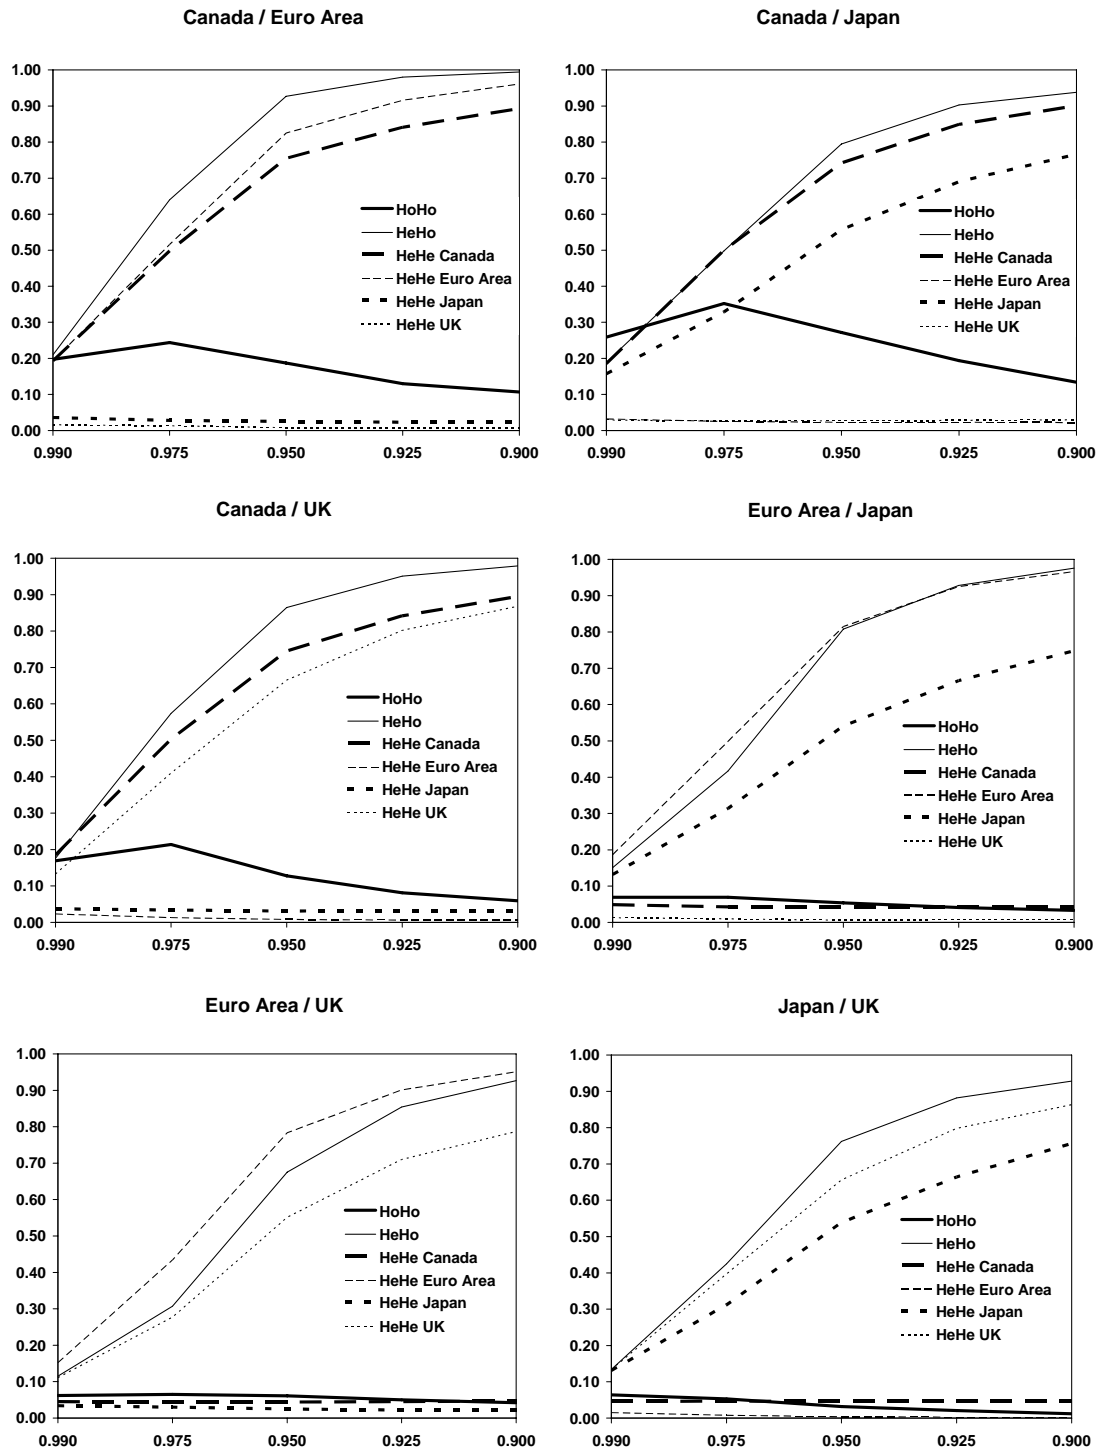 Canada / Euro Area
1.00
0.90
0.80
0.70
0.60
0.50
0.40
0.30
0.20
0.10
0.00
0.990 0.975 0.950 0.925 0.900
HoHo
HeHo
HeHe Canada
HeHe Euro Area
HeHe Japan
HeHe UK
Canada / Japan
1.00
0.90
0.80
0.70
0.60
0.50
0.40
0.30
0.20
0.10
0.00
0.990 0.975 0.950 0.925 0.900
HoHo
HeHo
HeHe Canada
HeHe Euro Area
HeHe Japan
HeHe UK
Canada / UK
1.00
0.90
0.80
0.70
0.60
0.50
0.40
0.30
0.20
0.10
0.00
0.990 0.975 0.950 0.925 0.900
HoHo
HeHo
HeHe Canada
HeHe Euro Area
HeHe Japan
HeHe UK
Euro Area / Japan
1.00
0.90
0.80
0.70
0.60
0.50
0.40
0.30
0.20
0.10
0.00
0.990 0.975 0.950 0.925 0.900
HoHo
HeHo
HeHe Canada
HeHe Euro Area
HeHe Japan
HeHe UK
Euro Area / UK
1.00
0.90
0.80
0.70
0.60
0.50
0.40
0.30
0.20
0.10
0.00
0.990 0.975 0.950 0.925 0.900
HoHo
HeHo
HeHe Canada
HeHe Euro Area
HeHe Japan
HeHe UK
Japan / UK
1.00
0.90
0.80
0.70
0.60
0.50
0.40
0.30
0.20
0.10
0.00
0.990 0.975 0.950 0.925 0.900
HoHo
HeHo
HeHe Canada
HeHe Euro Area
HeHe Japan
HeHe UK